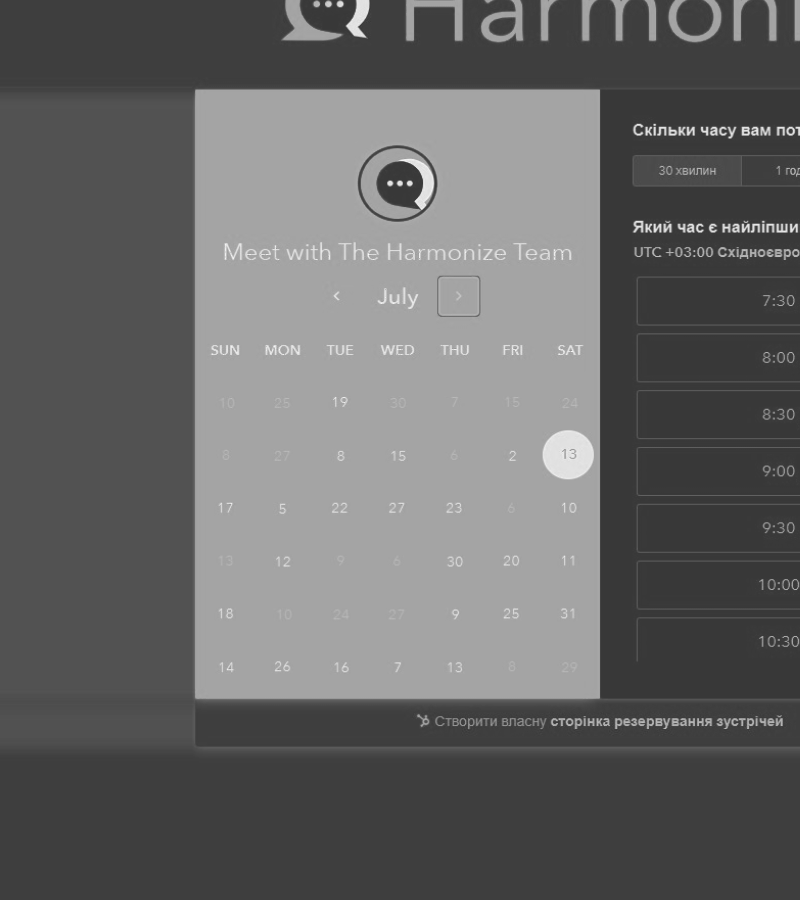 Harmoni
Meet with The Harmonize Team
July
SUN MON TUE WED THU FRI SAT
10 25 19 30 7 15 24
8 27 8 15 6 2 13
17 5 22 27 23 6 10
13 12 9 6 30 20 11
18 10 24 27 9 25 31
14 26 16 7 13 8 29
Скільки часу вам пот
30 хвилин 1 год
Який час є найліпши
UTC +03:00 Східноєвро
7:30
8:00
8:30
9:00
9:30
10:00
10:30
Створити власну сторінка резервування зустрічей